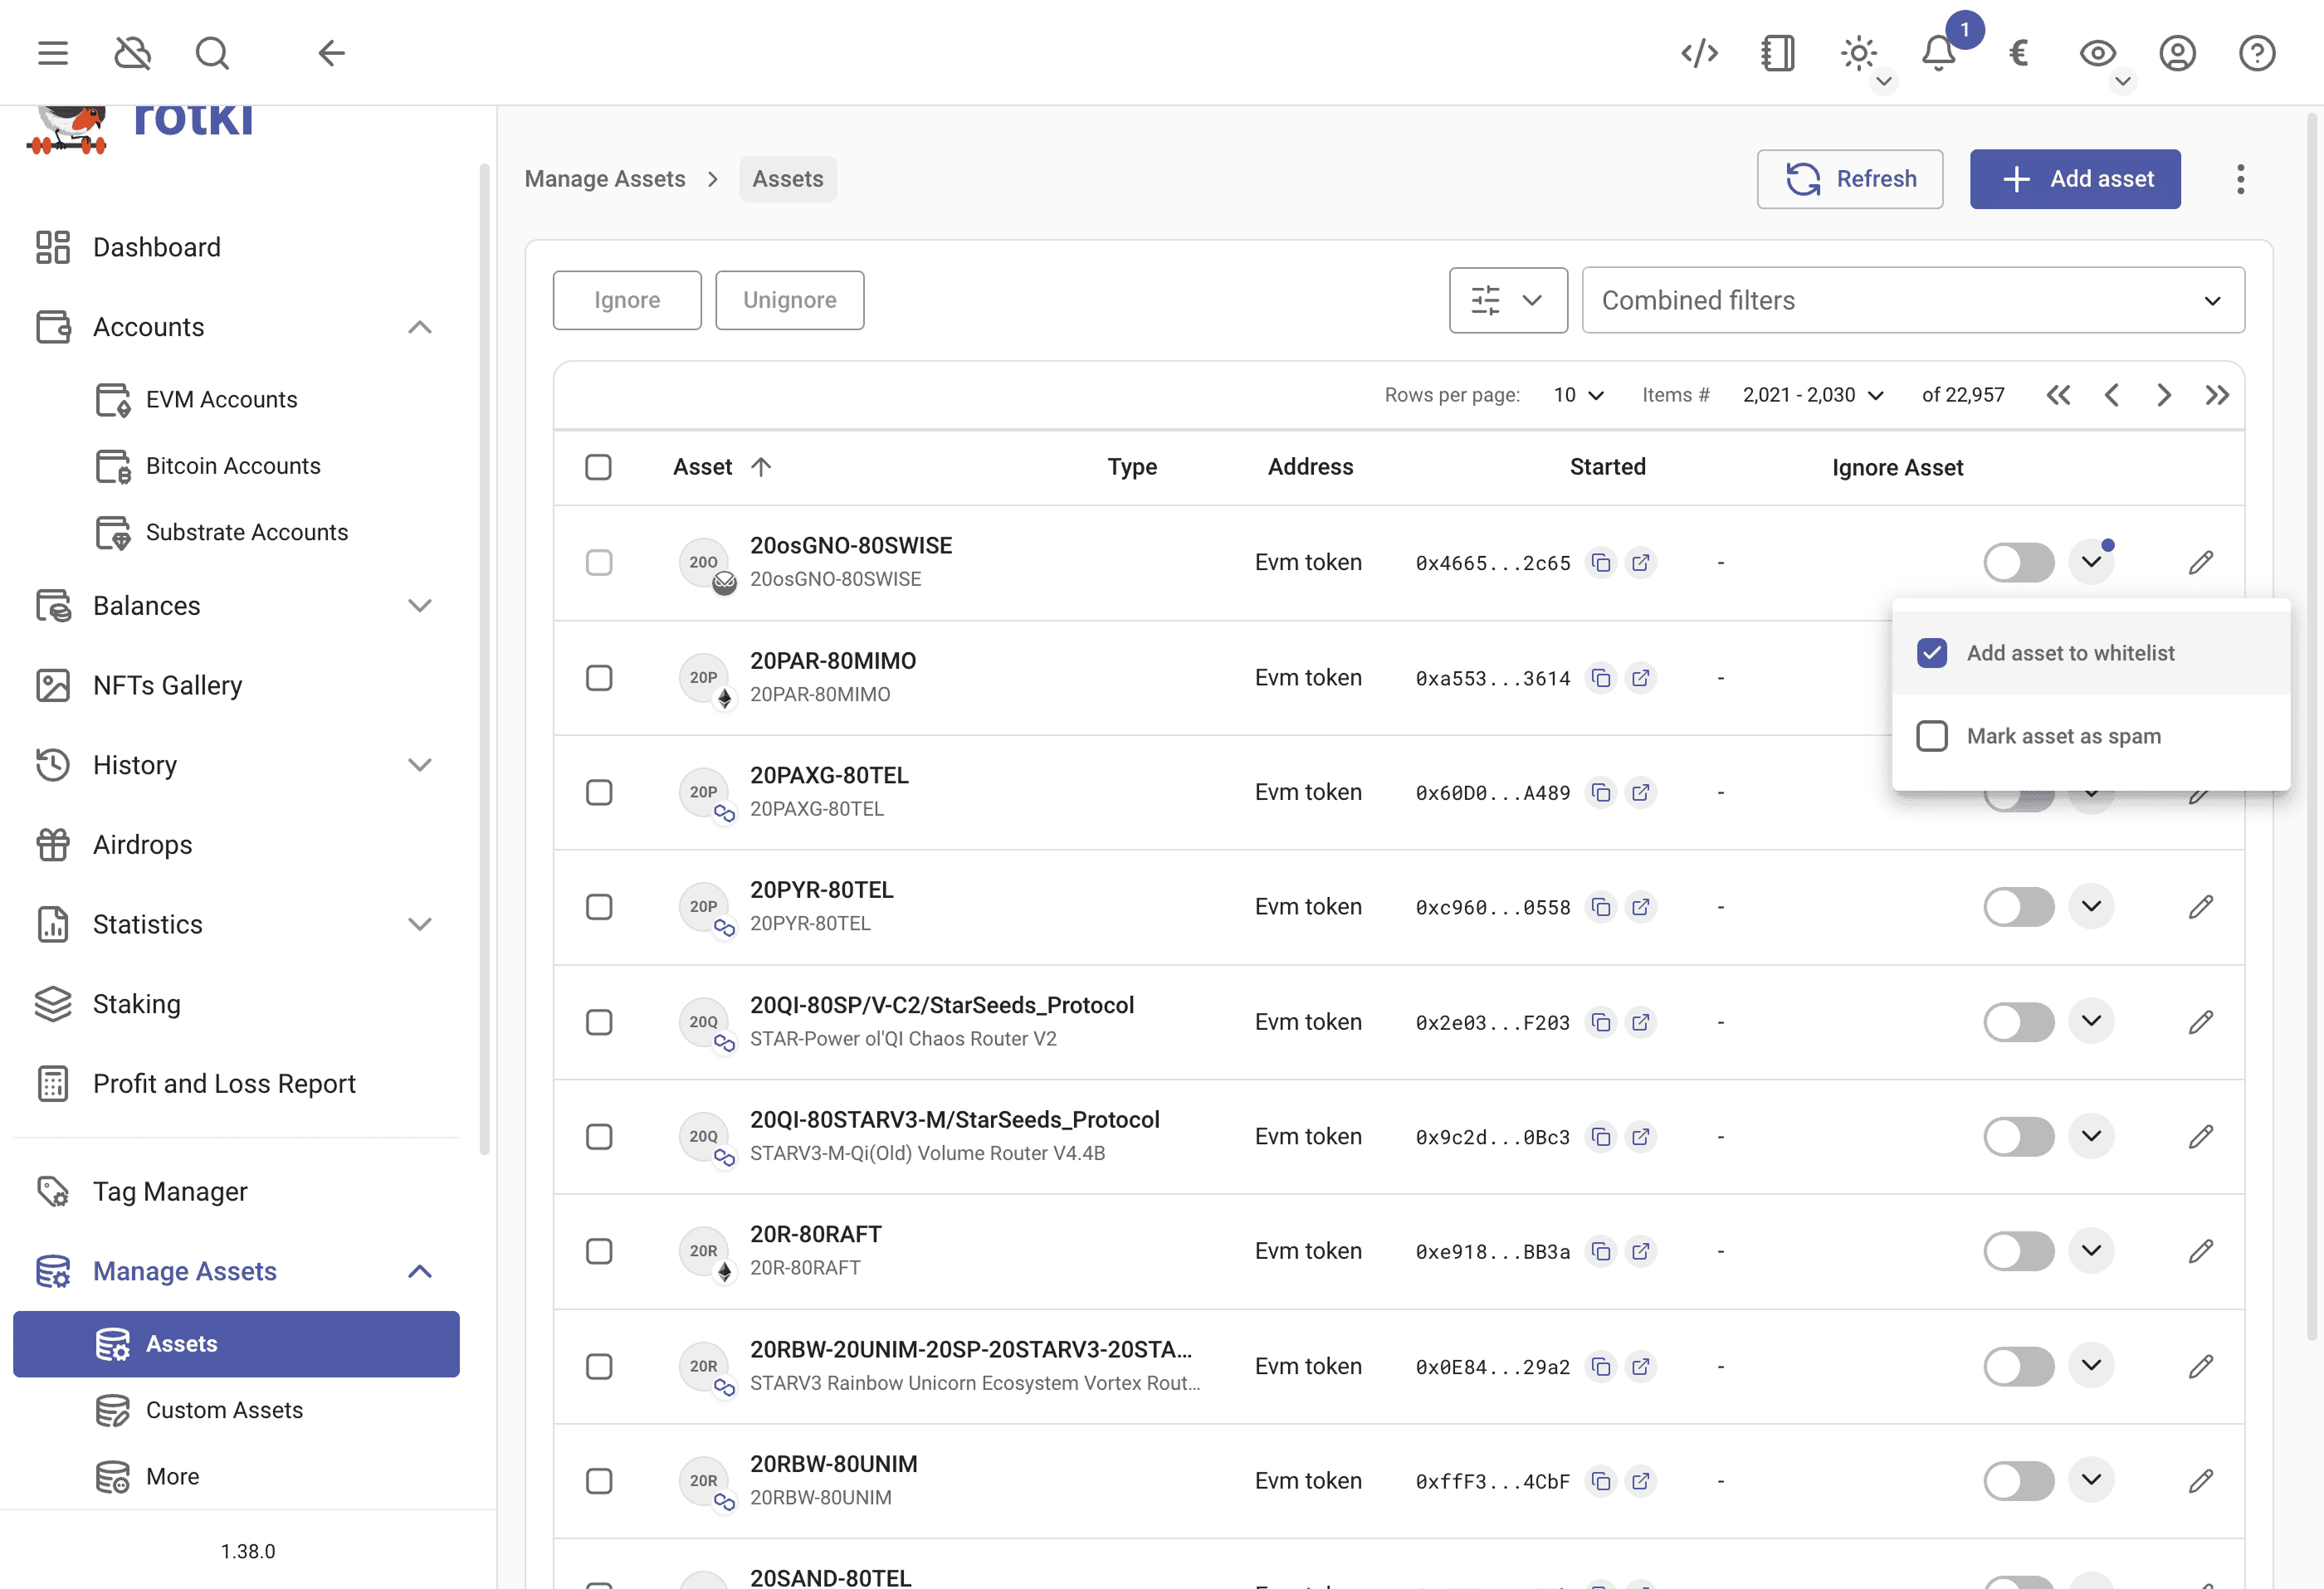 1
€
rotki
Manage Assets
Assets
Refresh
Add asset
Dashboard
Accounts
EVM Accounts
Bitcoin Accounts
Substrate Accounts
Balances
NFTs Gallery
History
Airdrops
Statistics
Staking
Profit and Loss Report
Tag Manager
Manage Assets
Assets
Custom Assets
More
1.38.0
Ignore
Unignore
Combined filters
Rows per page: 10 Items # 2,021 - 2,030 of 22,957
Asset Type Address Started Ignore Asset
20O
20osGNO-80SWISE
20osGNO-80SWISE
Evm token 0x4665...2c65 -
Add asset to whitelist
Mark asset as spam
20P
20PAR-80MIMO
20PAR-80MIMO
Evm token 0xa553...3614 -
20P
20PAXG-80TEL
20PAXG-80TEL
Evm token 0x60D0...A489 -
20P
20PYR-80TEL
20PYR-80TEL
Evm token 0xc960...0558 -
20Q
20QI-80SP/V-C2/StarSeeds_Protocol
STAR-Power ol'QI Chaos Router V2
Evm token 0x2e03...F203 -
20Q
20QI-80STARV3-M/StarSeeds_Protocol
STARV3-M-Qi(Old) Volume Router V4.4B
Evm token 0x9c2d...0Bc3 -
20R
20R-80RAFT
20R-80RAFT
Evm token 0xe918...BB3a -
20R
20RBW-20UNIM-20SP-20STARV3-20STA...
STARV3 Rainbow Unicorn Ecosystem Vortex Rout...
Evm token 0x0E84...29a2 -
20R
20RBW-80UNIM
20RBW-80UNIM
Evm token 0xffF3...4CbF -
20SAND-80TEL